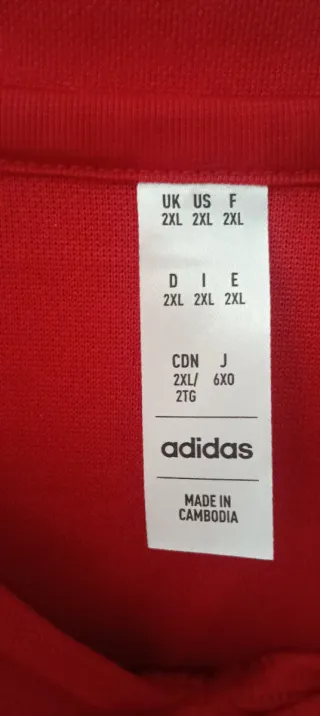 UK US F
2XL 2XL 2XL
D I E
2XL 2XL 2XL
CDN J
2XL/ 6XO
2TG
adidas
MADE IN
CAMBODIA